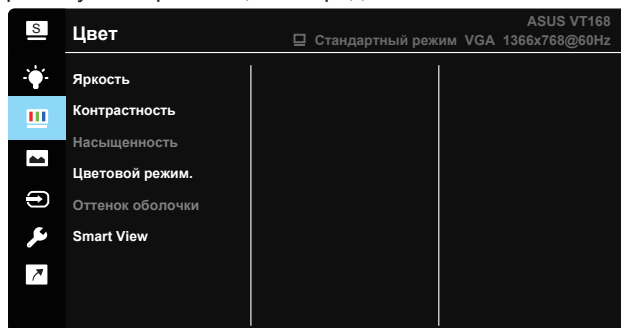 S
Цвет
ASUS VT168
Стандартный режим VGA 1366x768@60Hz
Яркость
Контрастность
Насыщенность
Цветовой режим.
Оттенок оболочки
Smart View